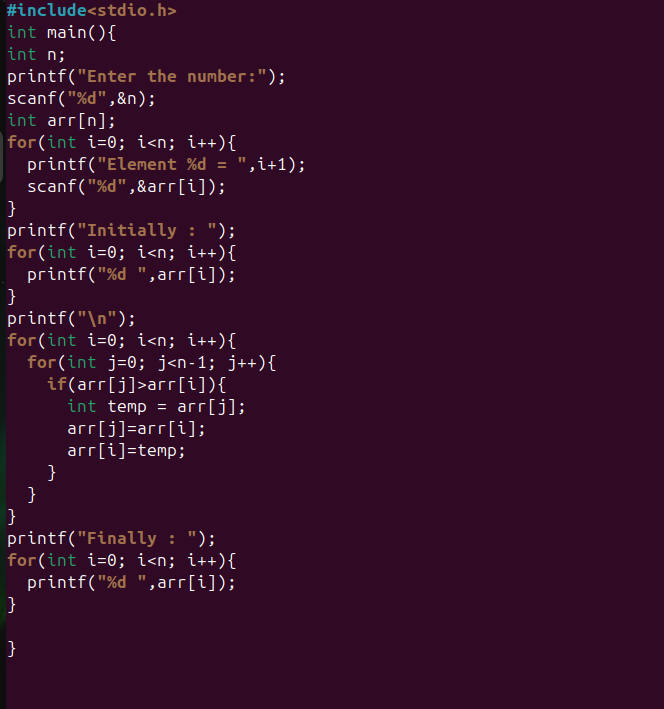 #include<stdio.h>
int main(){
int n;
printf("Enter the number:");
scanf("%d",&n);
int arr[n];
for(int i=0; i<n; i++){
  printf("Element %d = ",i+1);
  scanf("%d",&arr[i]);
}
printf("Initially : ");
for(int i=0; i<n; i++){
  printf("%d ",arr[i]);
}
printf("\n");
for(int i=0; i<n; i++){
  for(int j=0; j<n-1; j++){
    if(arr[j]>arr[i]){
      int temp = arr[j];
      arr[j]=arr[i];
      arr[i]=temp;
    }
  }
}
printf("Finally : ");
for(int i=0; i<n; i++){
  printf("%d ",arr[i]);
}

}